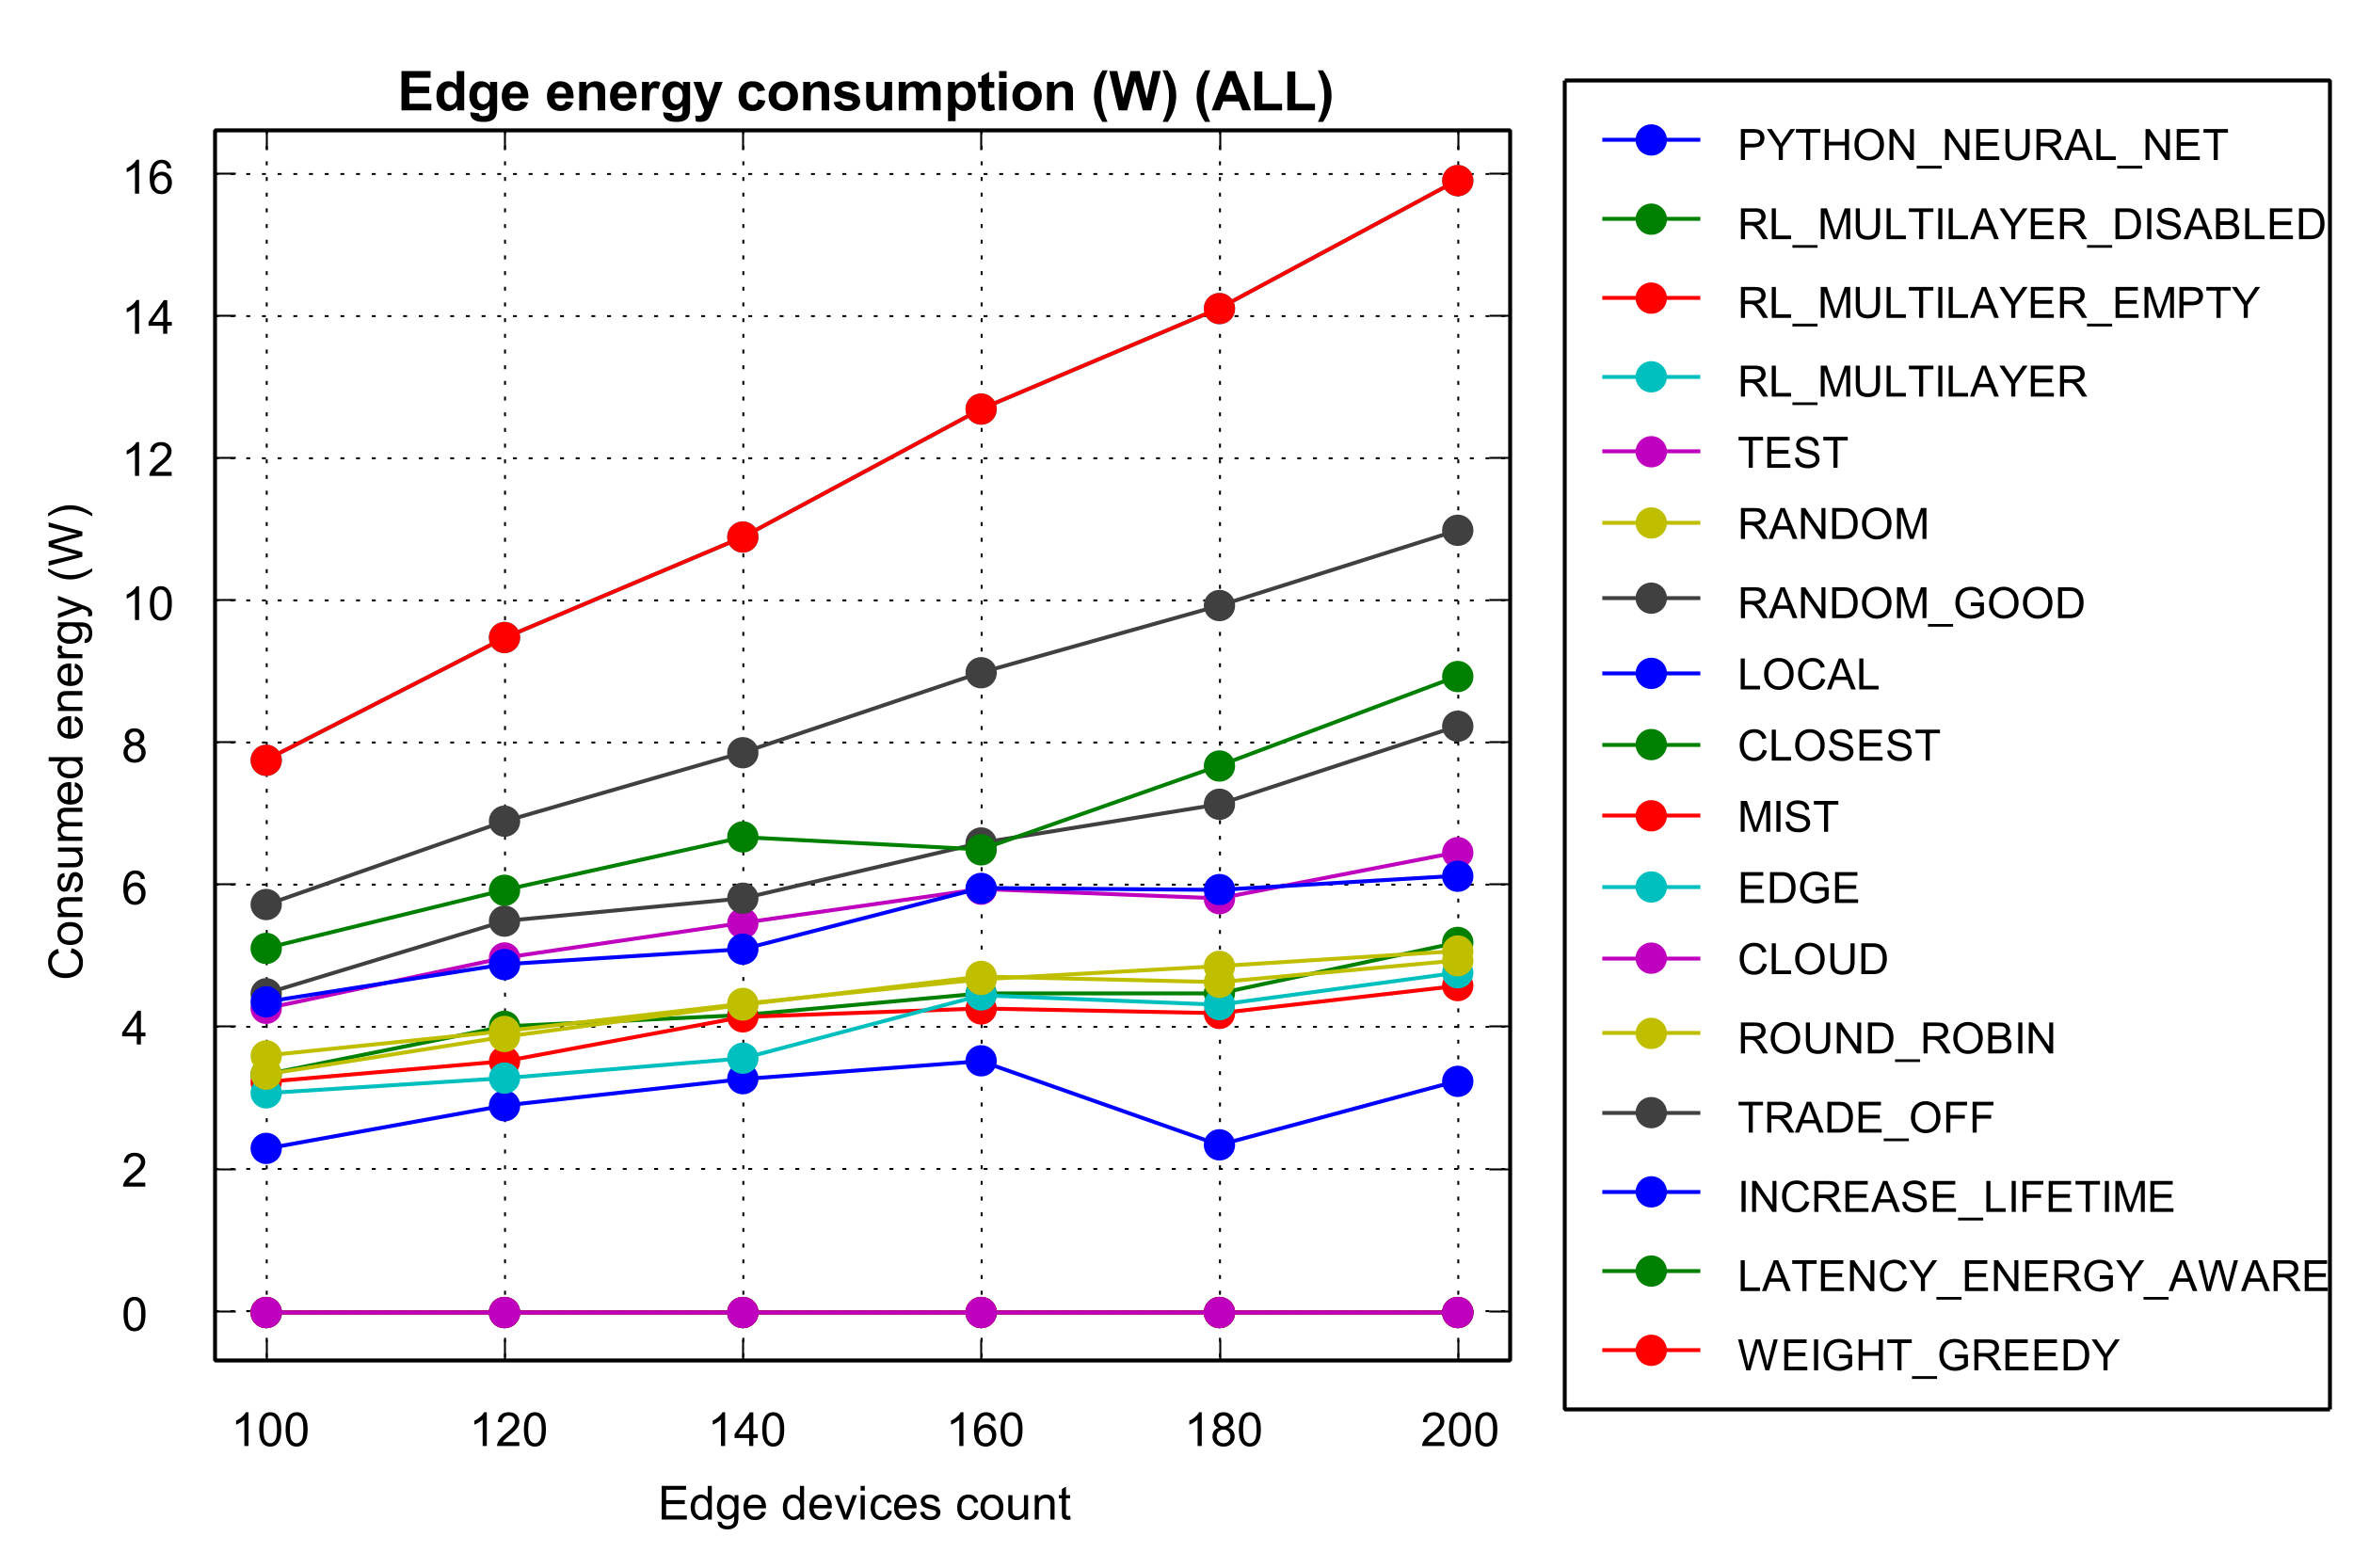 Edge energy consumption (W) (ALL)
Consumed energy (W)
16
14
12
10
8
6
4
2
0
100 120 140 160 180 200
Edge devices count
PYTHON_NEURAL_NET
RL_MULTILAYER_DISABLED
RL_MULTILAYER_EMPTY
RL_MULTILAYER
TEST
RANDOM
RANDOM_GOOD
LOCAL
CLOSEST
MIST
EDGE
CLOUD
ROUND_ROBIN
TRADE_OFF
INCREASE_LIFETIME
LATENCY_ENERGY_AWARE
WEIGHT_GREEDY